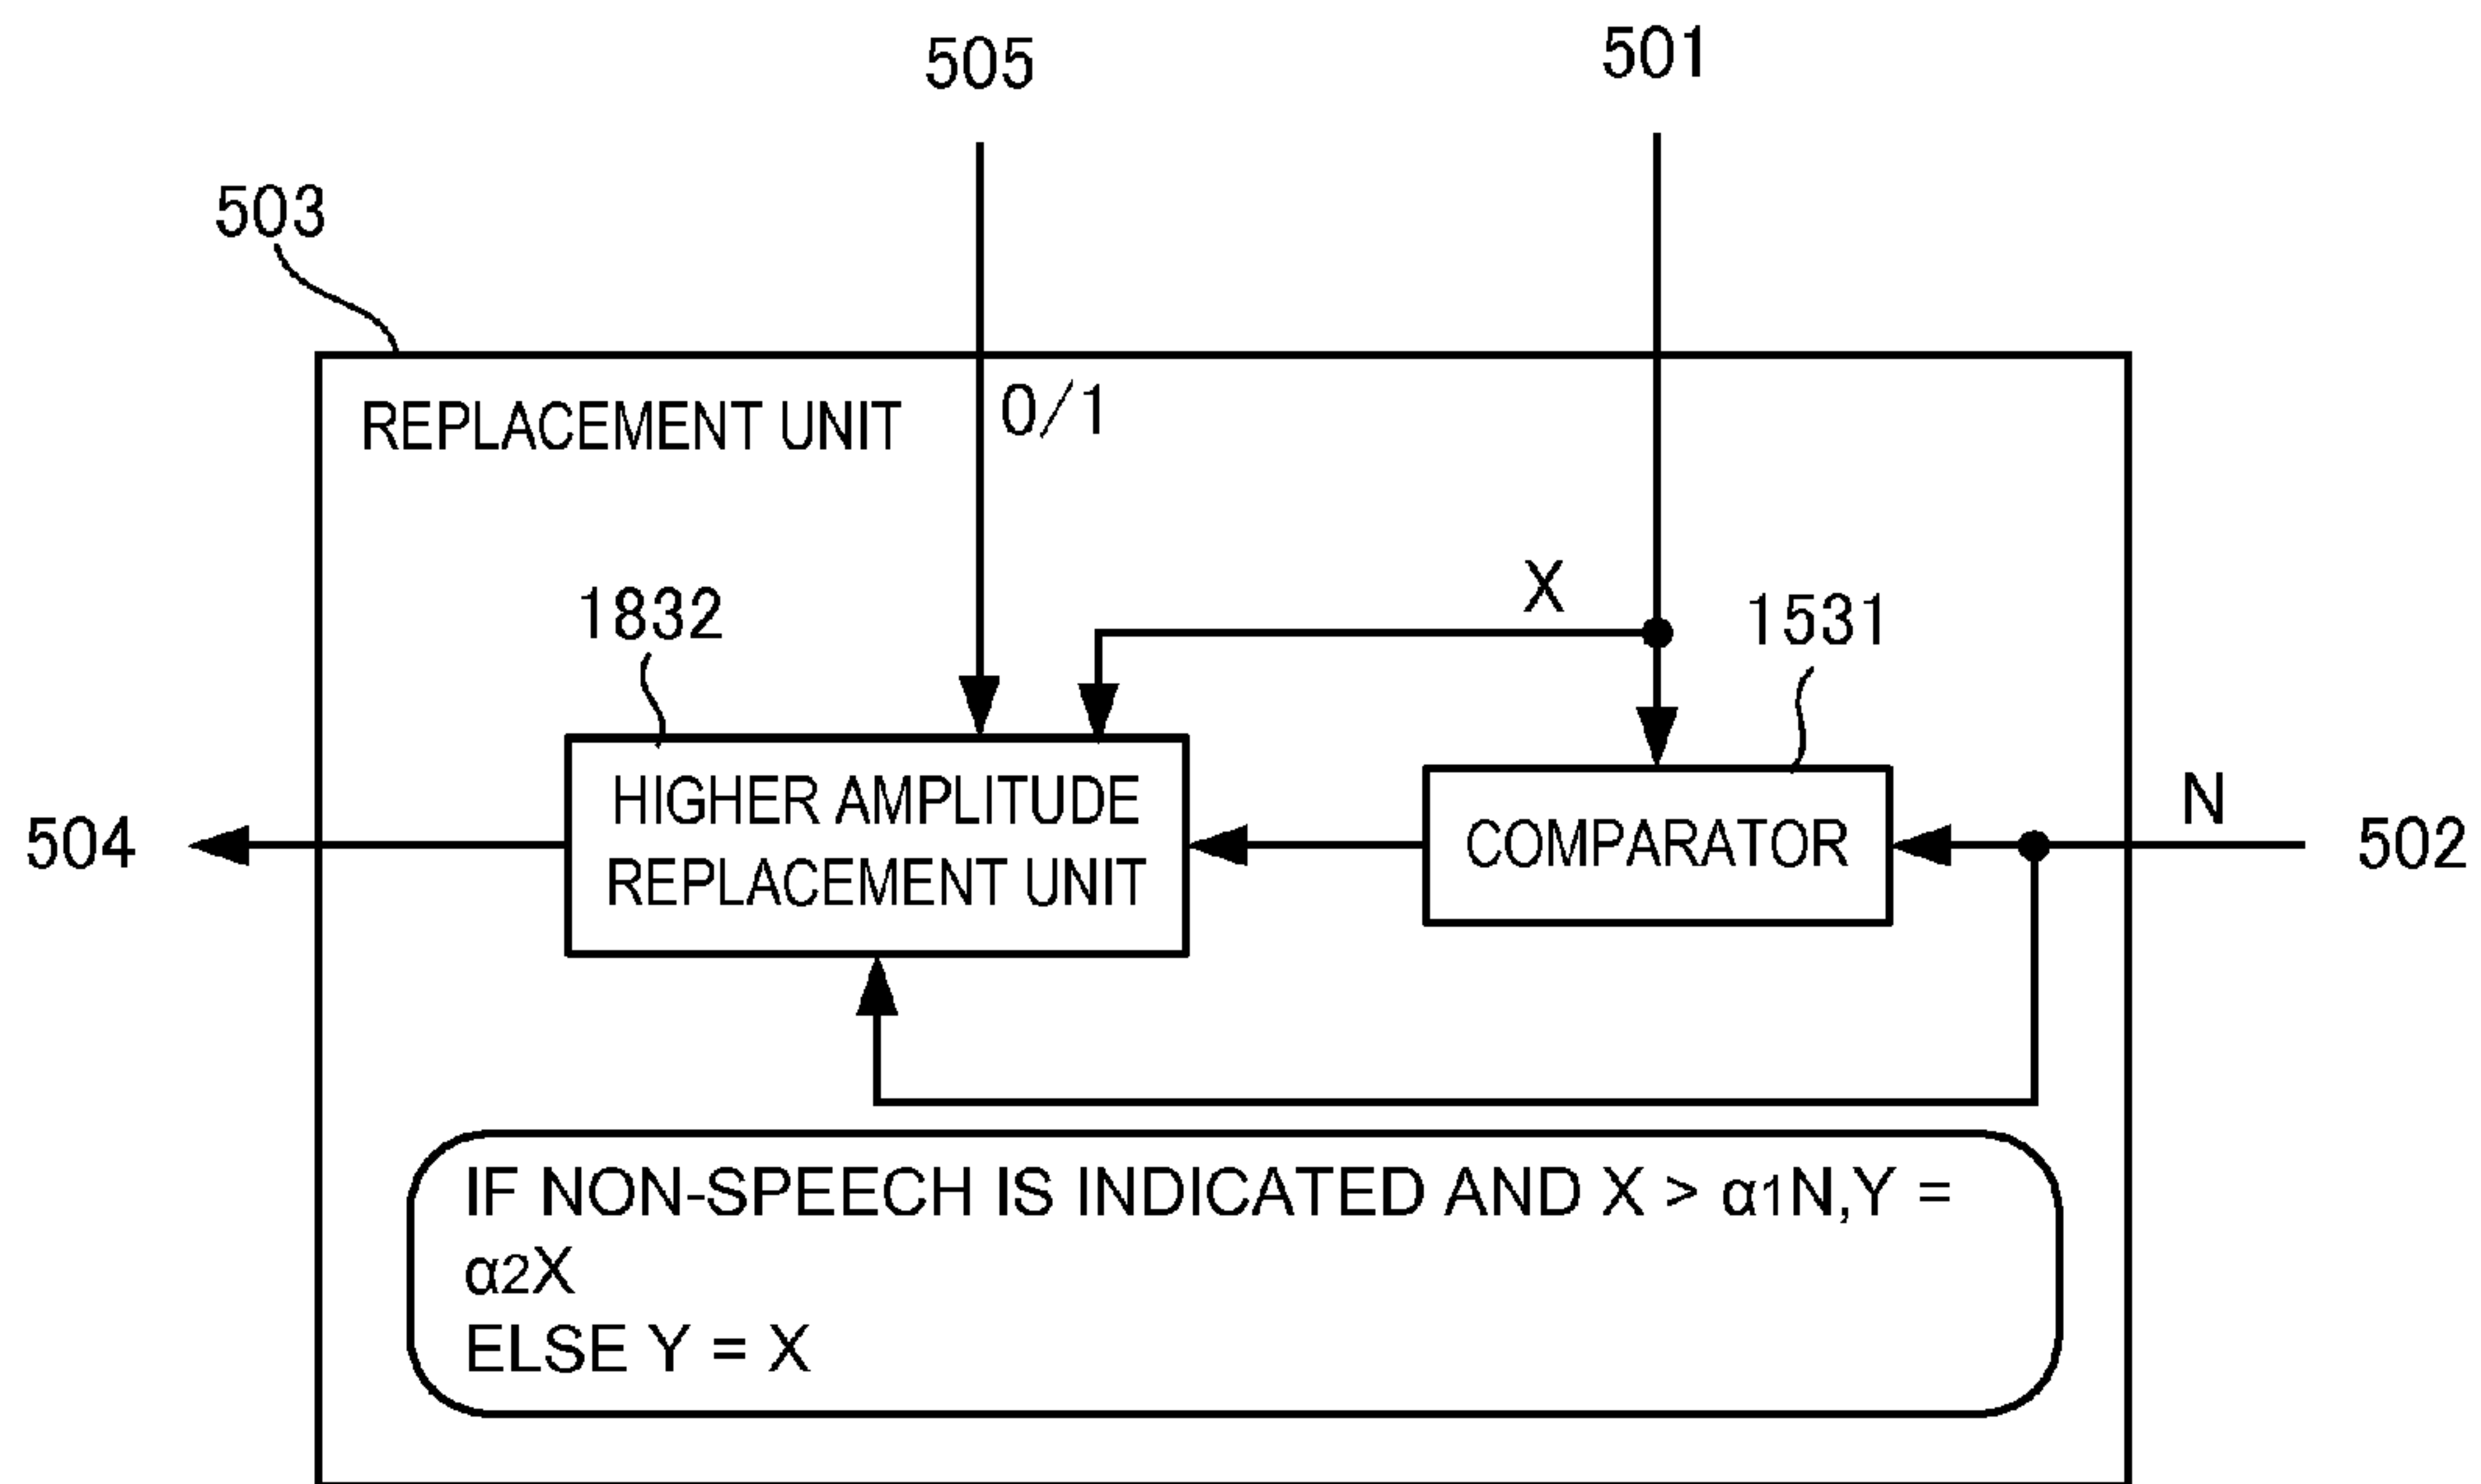 505
501
503
REPLACEMENT UNIT
0/1
X
1832
1531
HIGHER AMPLITUDE
REPLACEMENT UNIT
COMPARATOR
N
504
502
IF NON-SPEECH IS INDICATED AND X > α1N,Y =
α2X
ELSE Y = X